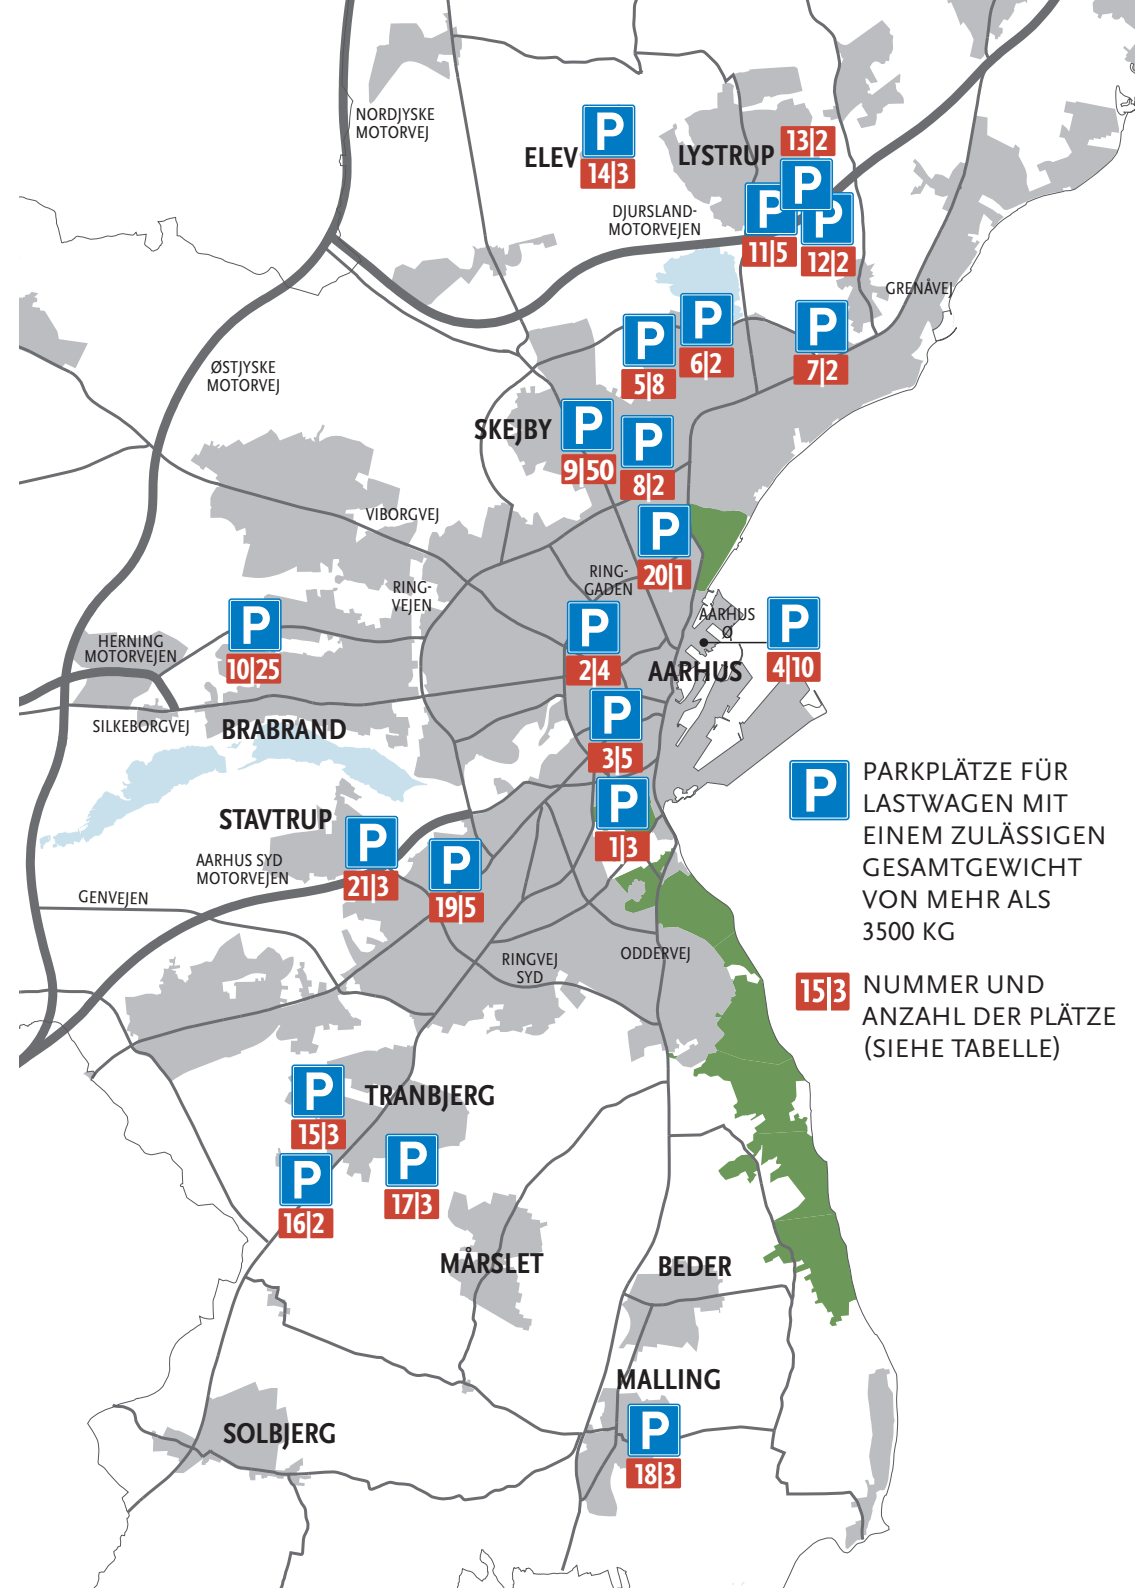 NORDJYSKE
MOTORVEJ
P
13|2
ELEV
14|3
LYSTRUP
P
P
P
DJURSLAND-
MOTORVEJEN
11|5
12|2
GRENÅVEJ
P
6|2
P
7|2
P
5|8
ØSTJYSKE
MOTORVEJ
SKEJBY
P
9|50
P
8|2
VIBORGVEJ
P
20|1
RING-
GADEN
RING-
VEJEN
P
10|25
HERNING
MOTORVEJEN
P
2|4
AARHUS
Ø
P
4|10
AARHUS
SILKEBORGVEJ
BRABRAND
P
3|5
P
1|3
STAVTRUP
P
21|3
P
19|5
AARHUS SYD
MOTORVEJEN
GENVEJEN
RINGVEJ
SYD
ODDERVEJ
P
PARKPLÄTZE FÜR
LASTWAGEN MIT
EINEM ZULÄSSIGEN
GESAMTGEWICHT
VON MEHR ALS
3500 KG
15|3
NUMMER UND
ANZAHL DER PLÄTZE
(SIEHE TABELLE)
P
15|3
TRANBJERG
P
16|2
P
17|3
MÅRSLET
BEDER
MALLING
P
18|3
SOLBJERG